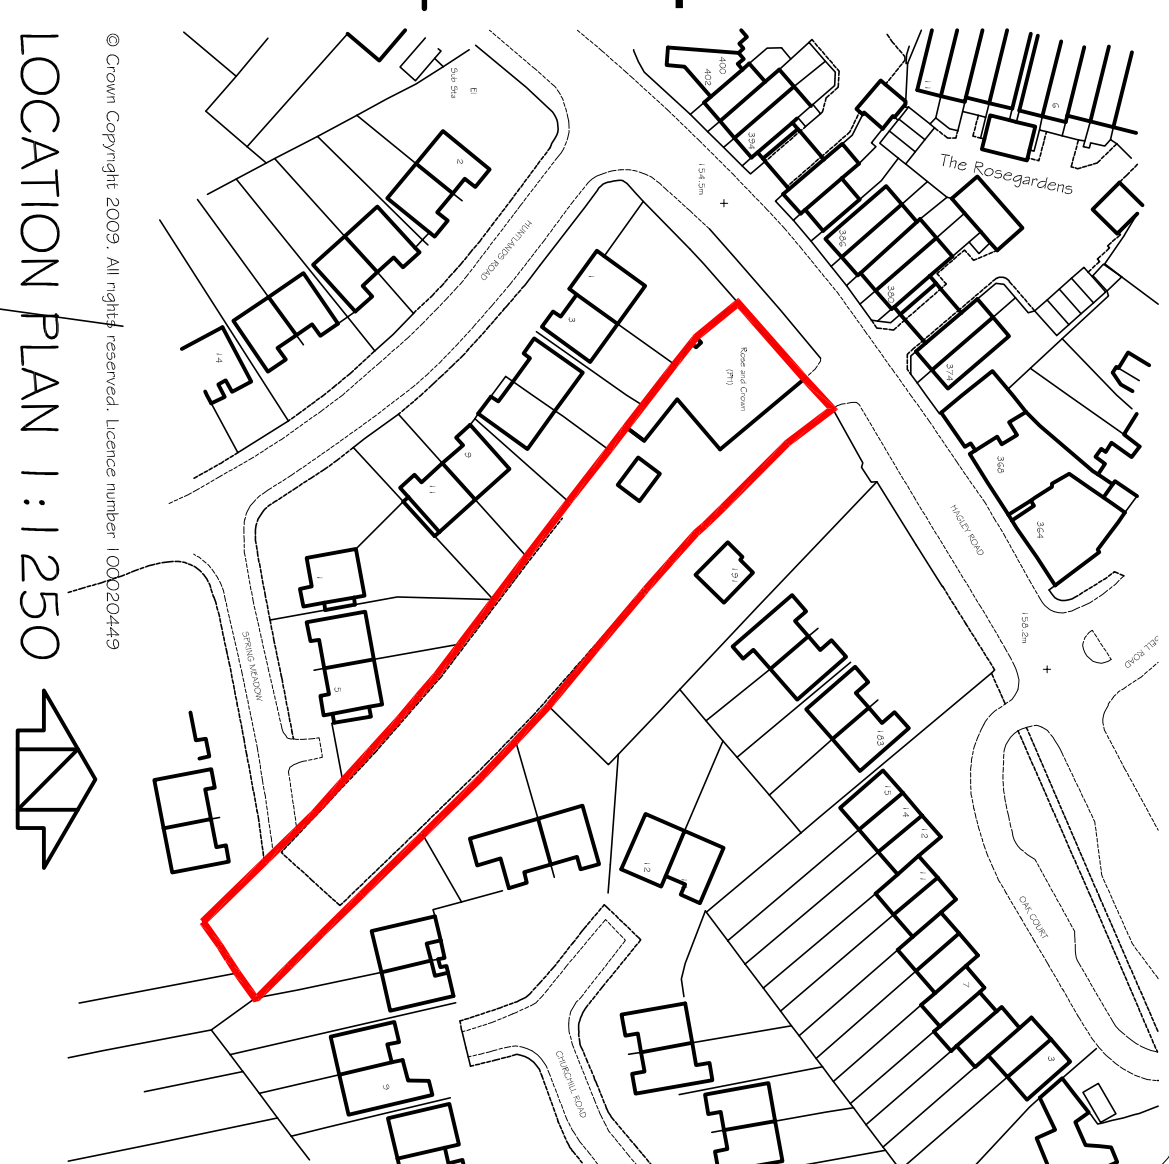 LOCATION PLAN 1:1250
© Crown Copyright 2009. All rights reserved. Licence number 100020449
El
Sub Sta
400
402
394
154.5m
11
6
The Rosegardens
2
HUNTLANDS ROAD
386
380
374
1
3
14
Rose and Crown
(PH)
9
11
368
364
HAGLEY ROAD
1
191
158.2m
SPRING MEADOW
5
183
15
14
12
11
12
OAK COURT
7
3
CHURCHILL ROAD
9